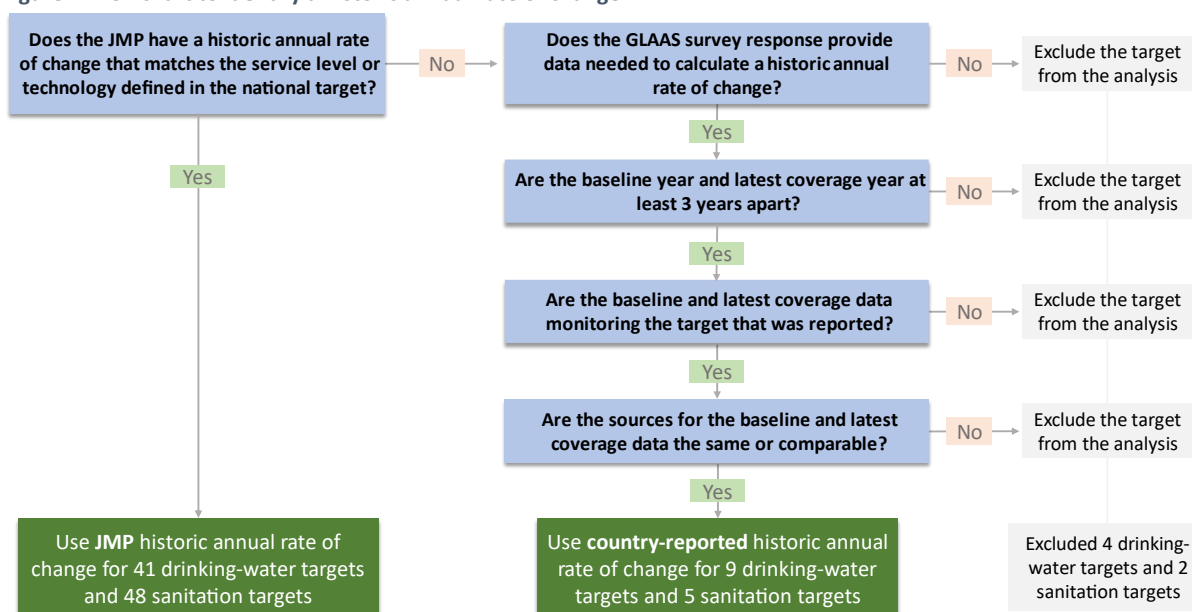 Does the JMP have a historic annual rate
of change that matches the service level or
technology defined in the national target?
No
Does the GLAAS survey response provide
data needed to calculate a historic annual
rate of change?
No
Exclude the target
from the analysis
Yes
Yes
Are the baseline year and latest coverage year at
least 3 years apart?
No
Exclude the target
from the analysis
Yes
Are the baseline and latest coverage data
monitoring the target that was reported?
No
Exclude the target
from the analysis
Yes
Are the sources for the baseline and latest
coverage data the same or comparable?
No
Exclude the target
from the analysis
Yes
Use JMP historic annual rate of
change for 41 drinking-water targets
and 48 sanitation targets
Use country-reported historic annual
rate of change for 9 drinking-water
targets and 5 sanitation targets
Excluded 4 drinking-
water targets and 2
sanitation targets